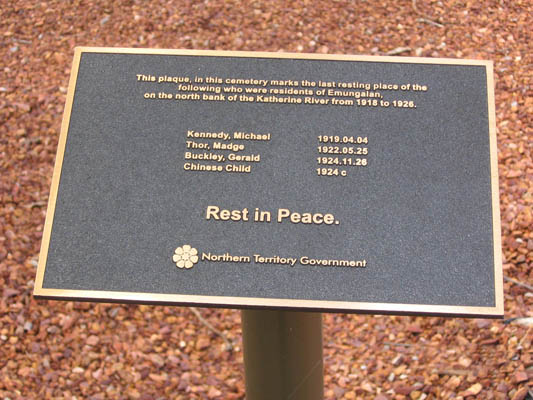 This plaque, in this cemetery marks the last resting place of the
following who were residents of Emungalan,
on the north bank of the Katherine River from 1918 to 1926.
Kennedy, Michael 1919.04.04
Thor, Madge 1922.05.25
Buckley, Gerald 1924.11.26
Chinese Child 1924 c
Rest in Peace.
Northern Territory Government